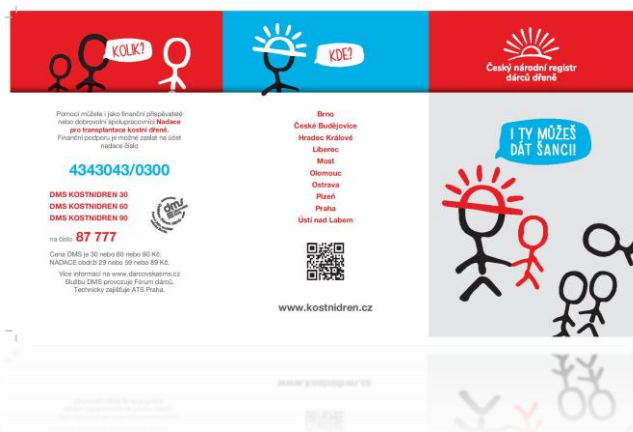 KOLIK?
Pomoci můžete i jako finanční přispěvatelé
nebo dobrovolní spolupracovníci Nadace
pro transplantace kostní dřeně.
Finanční podporu je možné zaslat na účet
nadace číslo
4343043/0300
DMS KOSTNIDREN 30
DMS KOSTNIDREN 60
DMS KOSTNIDREN 90
dms
na číslo 87 777
Cena DMS je 30 nebo 60 nebo 90 Kč.
NADACE obdrží 29 nebo 59 nebo 89 Kč.
Více informací na www.darcovskasms.cz
Službu DMS provozuje Fórum dárců.
Technicky zajišťuje ATS Praha.
KDE?
Brno
České Budějovice
Hradec Králové
Liberec
Most
Olomouc
Ostrava
Plzeň
Praha
Ústí nad Labem
www.kostnidren.cz
Český národní registr
dárců dřeně
I TY MŮŽEŠ
DÁT ŠANCI!